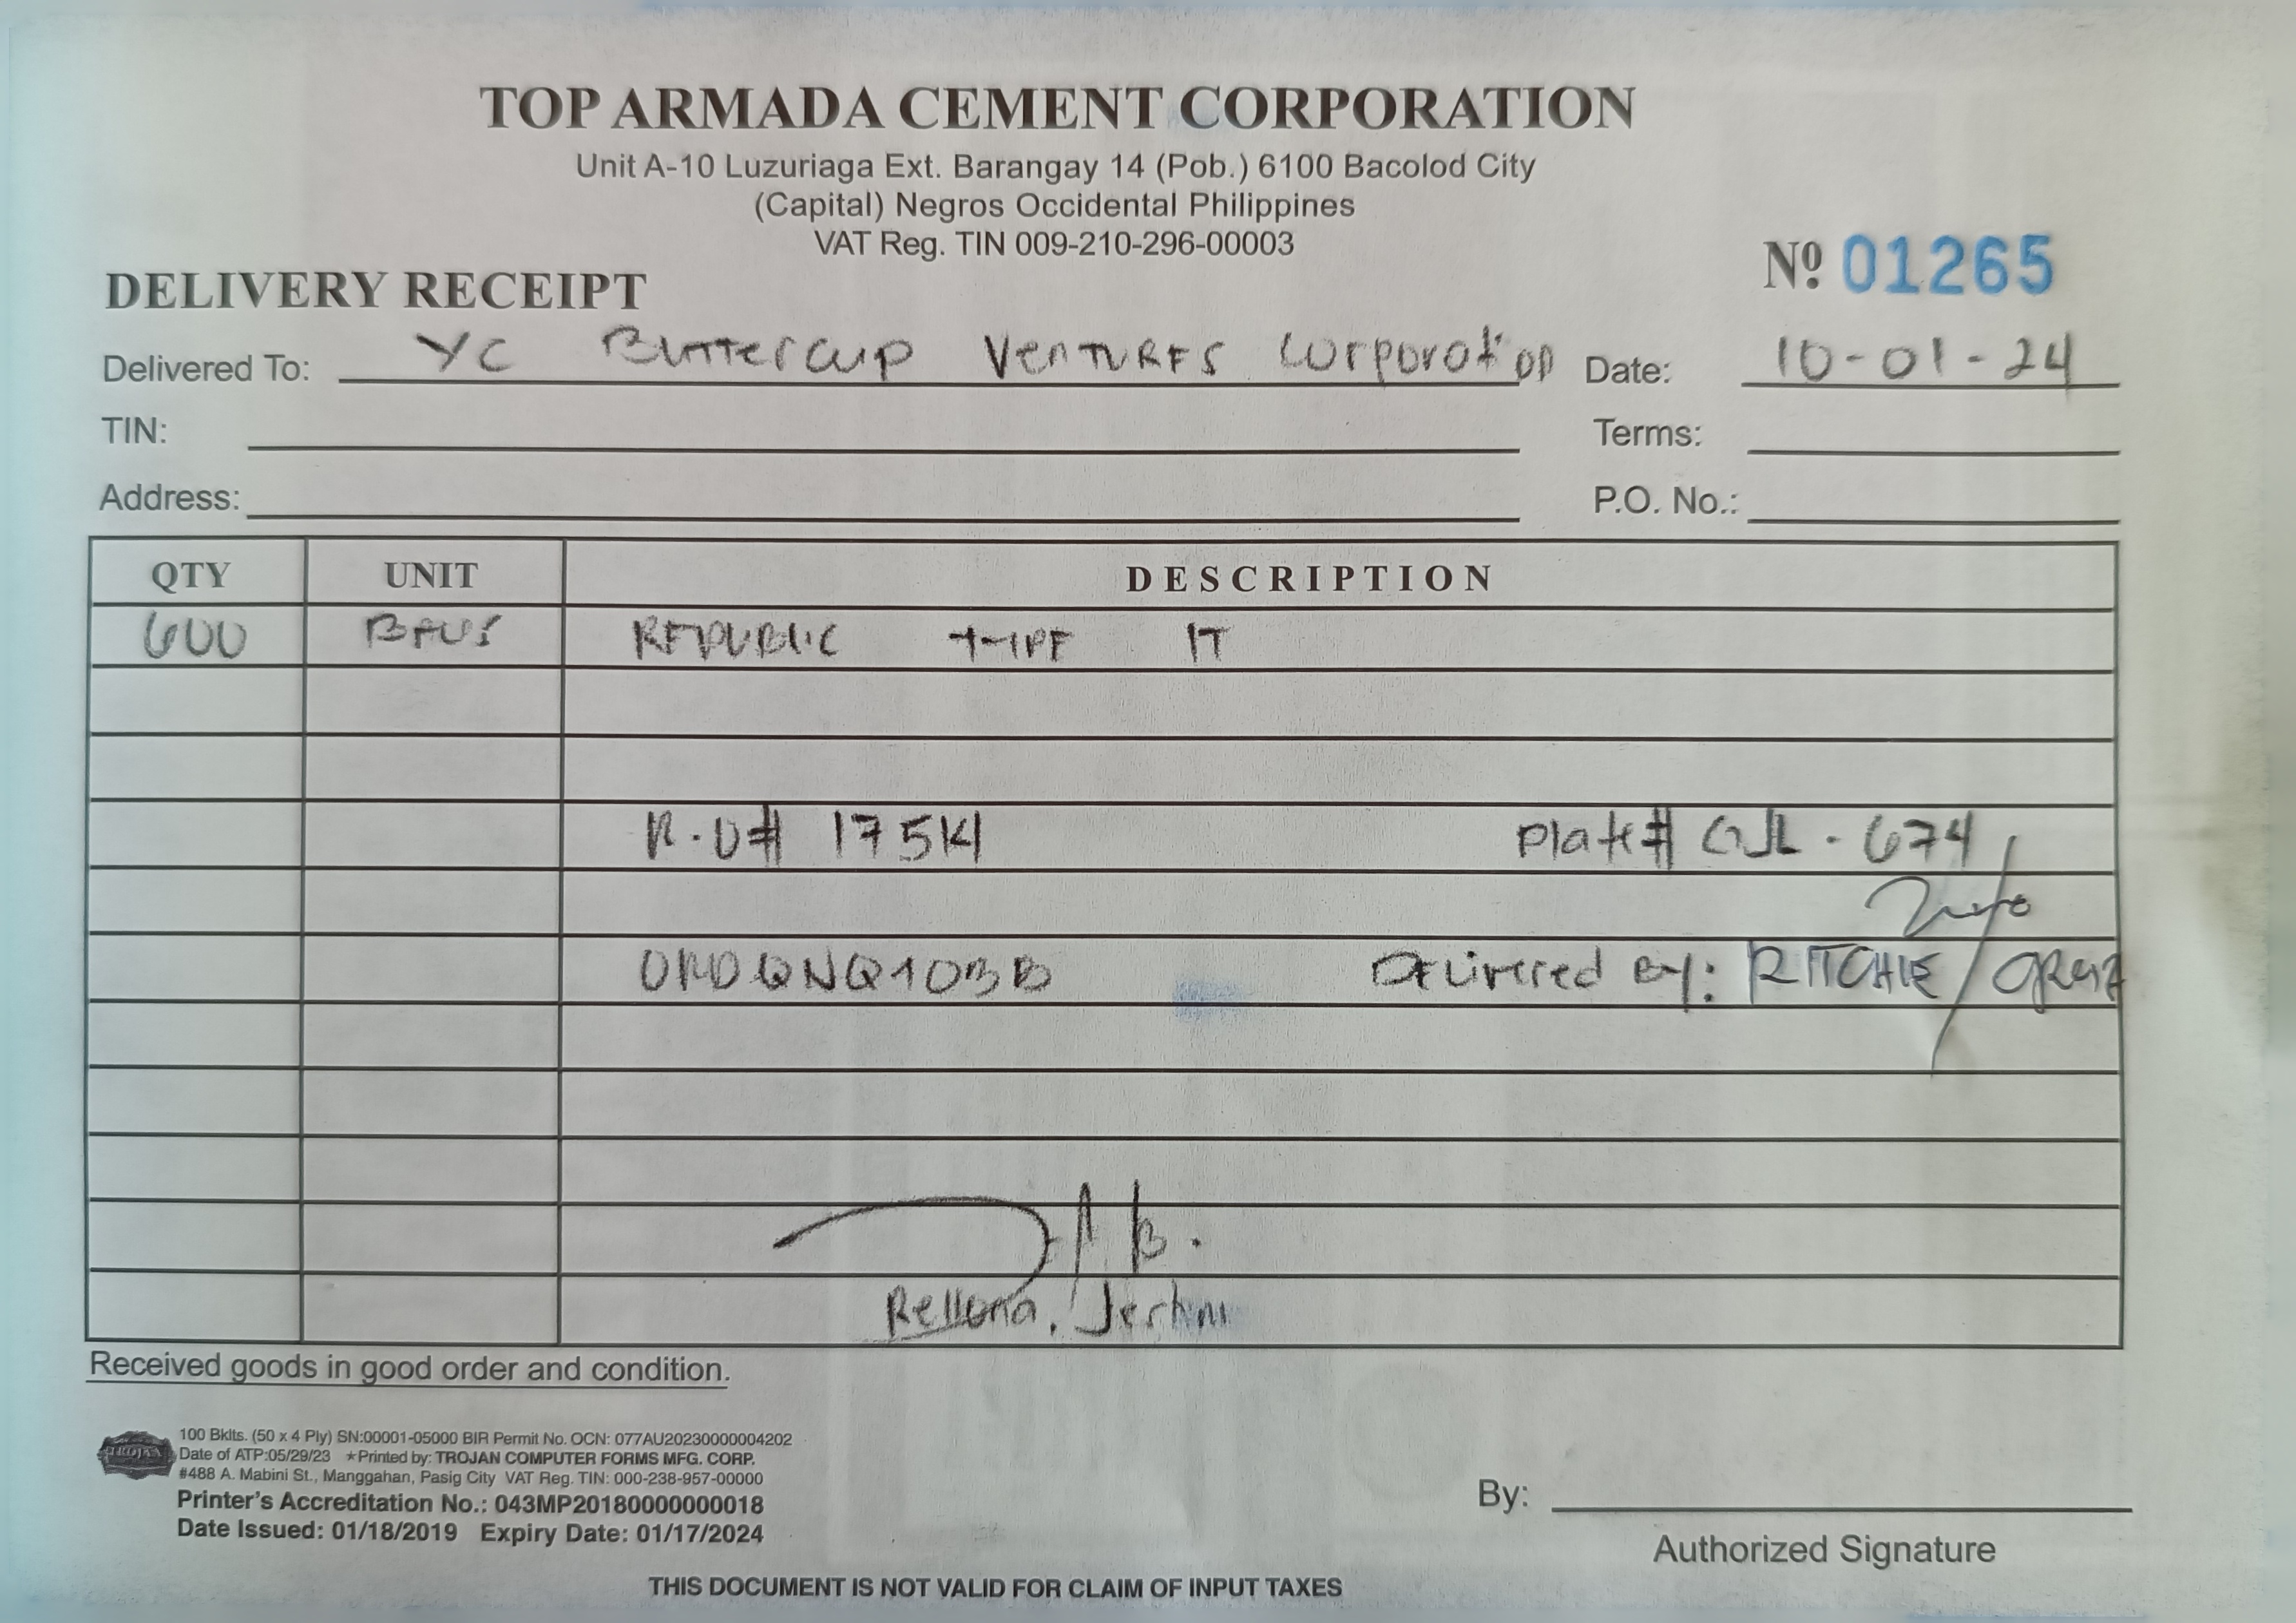 TOP ARMADA CEMENT CORPORATION
Unit A-10 Luzuriaga Ext. Barangay 14 (Pob.) 6100 Bacolod City
(Capital) Negros Occidental Philippines
VAT Reg. TIN 009-210-296-00003
Nº 01265
DELIVERY RECEIPT
Delivered To: YC Buttercup Ventures Corporation Date: 10-01-24
TIN: Terms:
Address: P.O. No.:
QTY UNIT DESCRIPTION
600 BAGS REPUBLIC TYPE 1T
Plate# 674
Delivered By: RITCHIE /
B.
Rellona,
Received goods in good order and condition.
TROJAN
100 Bklts. (50 x 4 Ply) SN:00001-05000 BIR Permit No. OCN: 077AU20230000004202
Date of ATP:05/29/23 ★Printed by: TROJAN COMPUTER FORMS MFG. CORP.
#488 A. Mabini St., Manggahan, Pasig City VAT Reg. TIN: 000-238-957-00000
Printer's Accreditation No.: 043MP20180000000018
Date Issued: 01/18/2019 Expiry Date: 01/17/2024
By:
Authorized Signature
THIS DOCUMENT IS NOT VALID FOR CLAIM OF INPUT TAXES